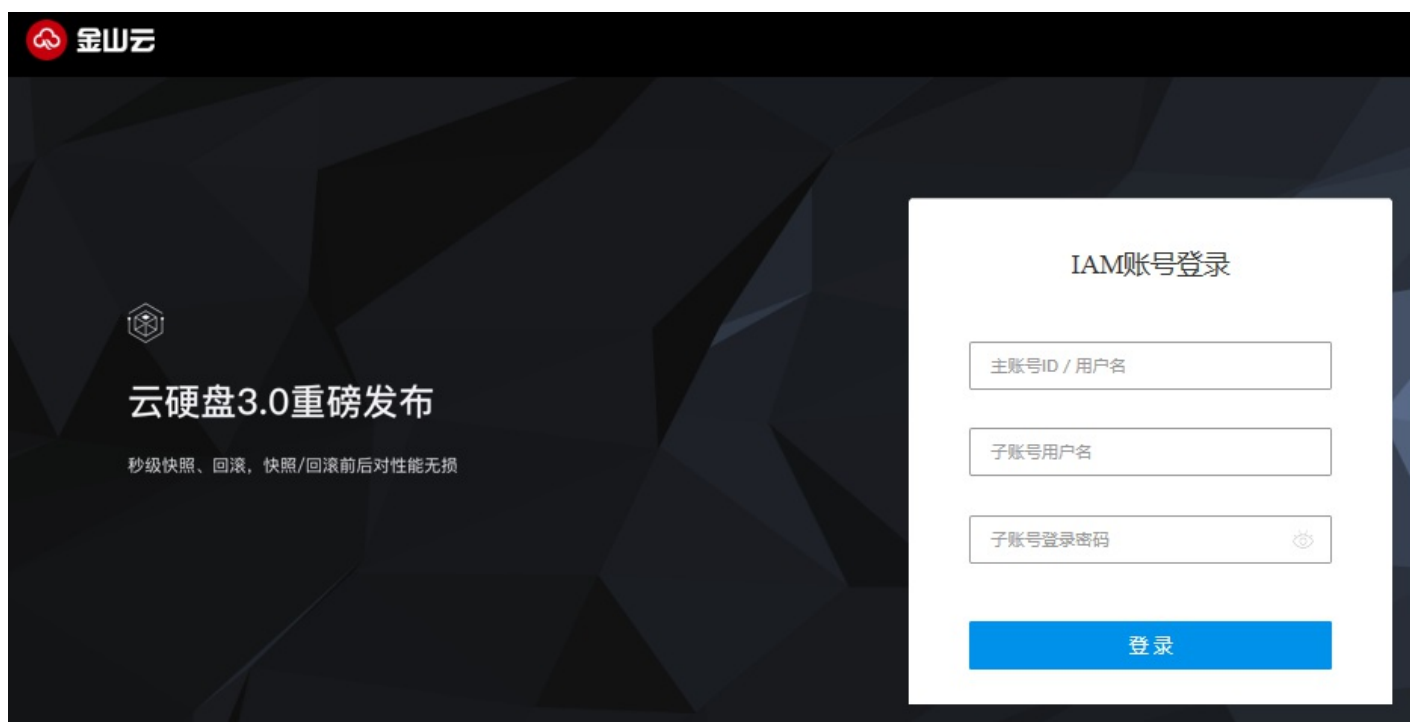 金山云
云硬盘3.0重磅发布
秒级快照、回滚，快照/回滚前后对性能无损
IAM账号登录
主账号ID / 用户名
子账号用户名
子账号登录密码
登录